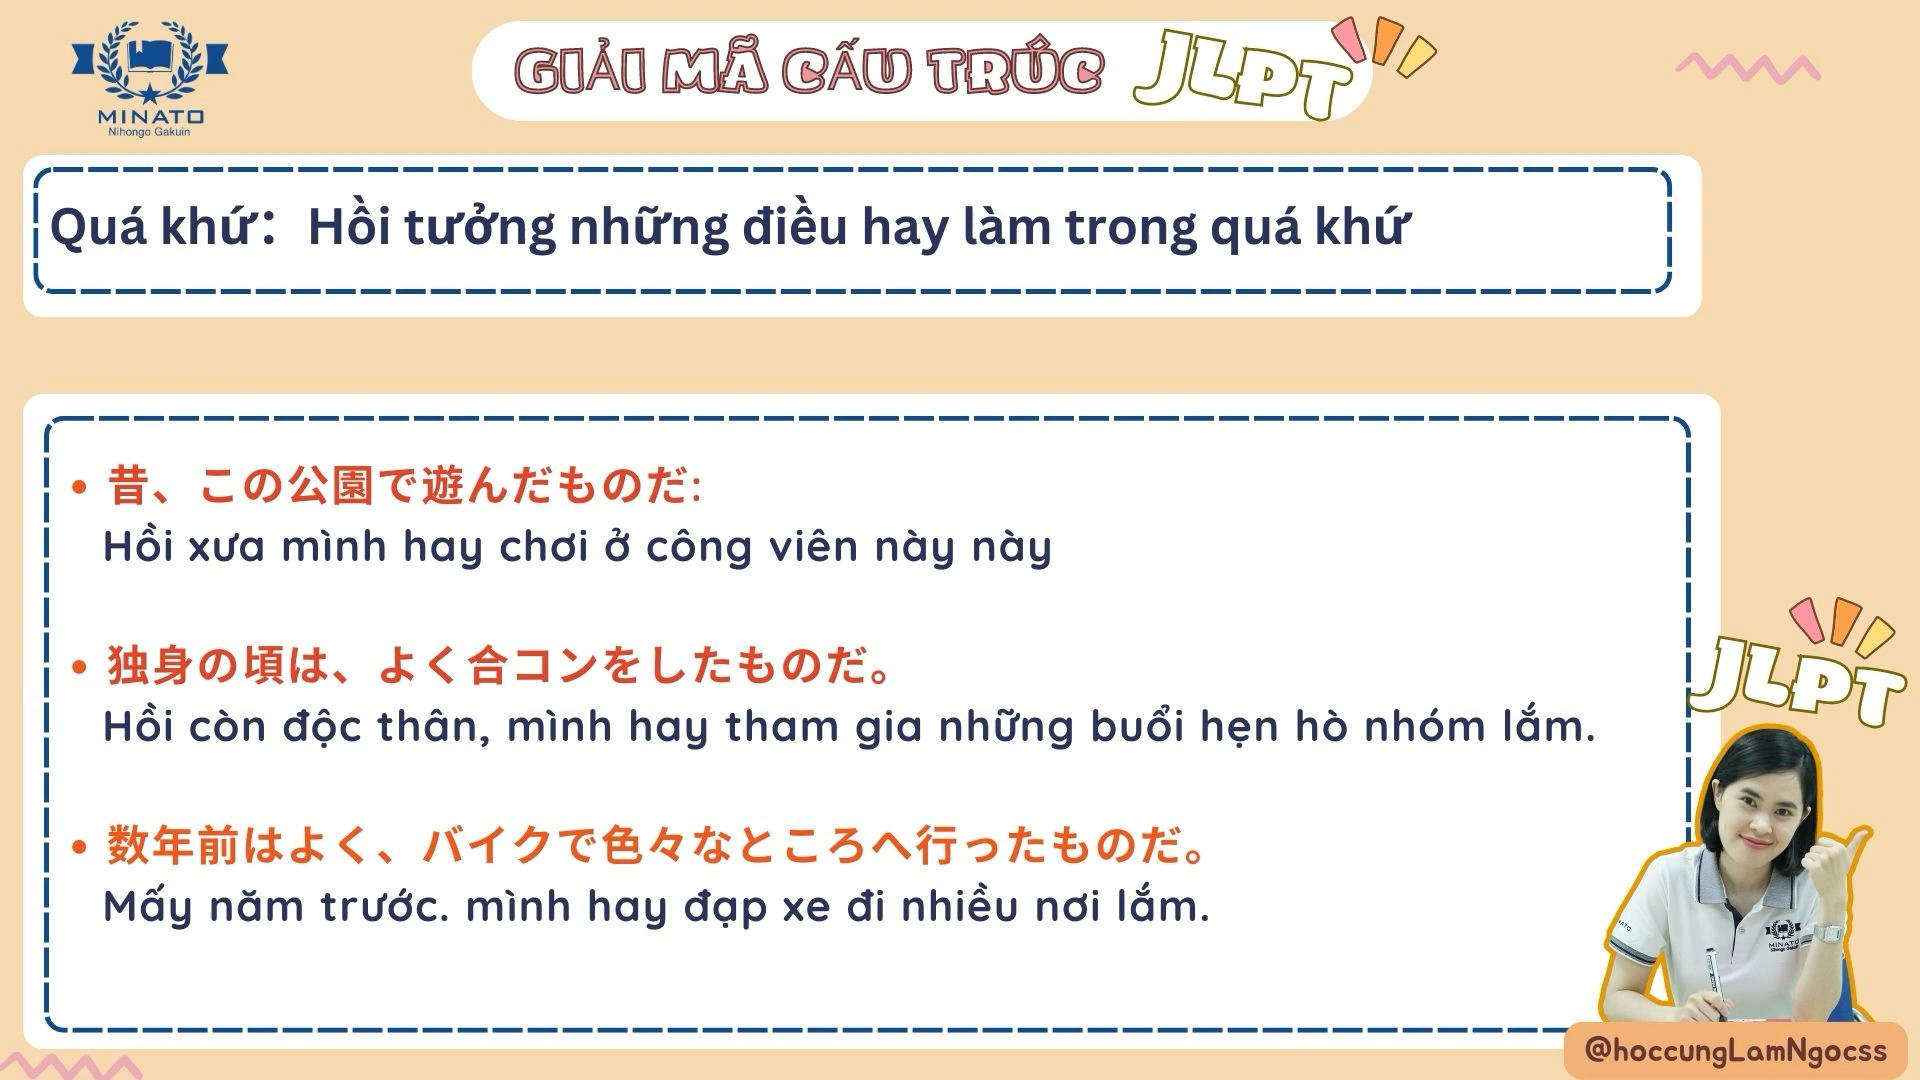 MINATO
Nihongo Gakuin
GIẢI MÃ CẤU TRÚC JLPT
Quá khứ: Hồi tưởng những điều hay làm trong quá khứ
• 昔、この公園で遊んだものだ:
Hồi xưa mình hay chơi ở công viên này này
• 独身の頃は、よく合コンをしたものだ。
Hồi còn độc thân, mình hay tham gia những buổi hẹn hò nhóm lắm.
• 数年前はよく、バイクで色々なところへ行ったものだ。
Mấy năm trước. mình hay đạp xe đi nhiều nơi lắm.
JLPT
MINATO
Nihongo Gakuin
@hoccungLamNgocss